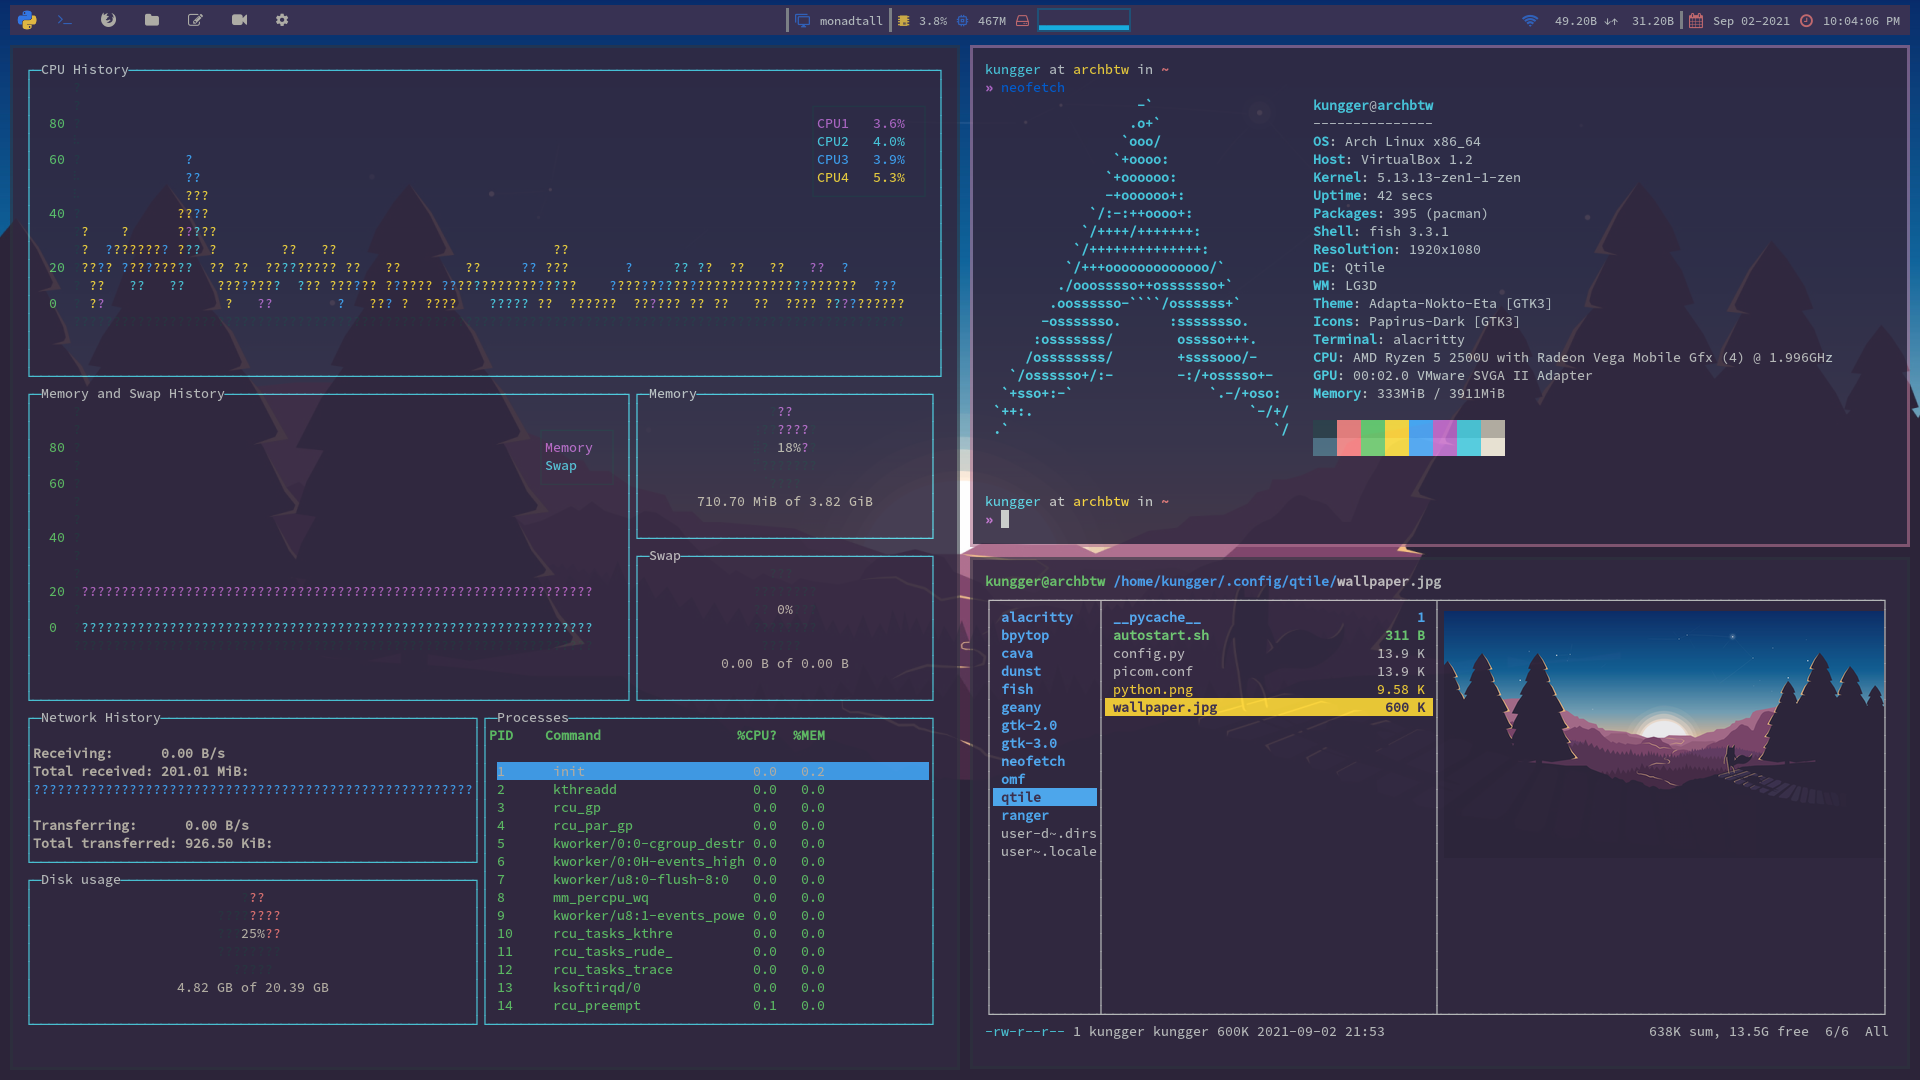 monadtall 3.8% 467M 49.20B ↓↑ 31.20B Sep 02-2021 10:04:06 PM
CPU History
80
60
40
20
0
CPU1 3.6%
CPU2 4.0%
CPU3 3.9%
CPU4 5.3%
Memory and Swap History
80
60
40
20
0
Memory
Swap
Memory
??
????
18%?
710.70 MiB of 3.82 GiB
Swap
0%
0.00 B of 0.00 B
Network History
Receiving: 0.00 B/s
Total received: 201.01 MiB:
Transferring: 0.00 B/s
Total transferred: 926.50 KiB:
Disk usage
??
????
25%??
4.82 GB of 20.39 GB
Processes
PID Command %CPU? %MEM
1 init 0.0 0.2
2 kthreadd 0.0 0.0
3 rcu_gp 0.0 0.0
4 rcu_par_gp 0.0 0.0
5 kworker/0:0-cgroup_destr 0.0 0.0
6 kworker/0:0H-events_high 0.0 0.0
7 kworker/u8:0-flush-8:0 0.0 0.0
8 mm_percpu_wq 0.0 0.0
9 kworker/u8:1-events_powe 0.0 0.0
10 rcu_tasks_kthre 0.0 0.0
11 rcu_tasks_rude_ 0.0 0.0
12 rcu_tasks_trace 0.0 0.0
13 ksoftirqd/0 0.0 0.0
14 rcu_preempt 0.1 0.0
kungger at archbtw in ~
» neofetch
kungger@archbtw
---------------
OS: Arch Linux x86_64
Host: VirtualBox 1.2
Kernel: 5.13.13-zen1-1-zen
Uptime: 42 secs
Packages: 395 (pacman)
Shell: fish 3.3.1
Resolution: 1920x1080
DE: Qtile
WM: LG3D
Theme: Adapta-Nokto-Eta [GTK3]
Icons: Papirus-Dark [GTK3]
Terminal: alacritty
CPU: AMD Ryzen 5 2500U with Radeon Vega Mobile Gfx (4) @ 1.996GHz
GPU: 00:02.0 VMware SVGA II Adapter
Memory: 333MiB / 3911MiB
kungger at archbtw in ~
»
kungger@archbtw /home/kungger/.config/qtile/wallpaper.jpg
alacritty
bpytop
cava
dunst
fish
geany
gtk-2.0
gtk-3.0
neofetch
omf
qtile
ranger
user-d~.dirs
user~.locale
__pycache__ 1
autostart.sh 311 B
config.py 13.9 K
picom.conf 13.9 K
python.png 9.58 K
wallpaper.jpg 600 K
-rw-r--r-- 1 kungger kungger 600K 2021-09-02 21:53 638K sum, 13.5G free 6/6 All